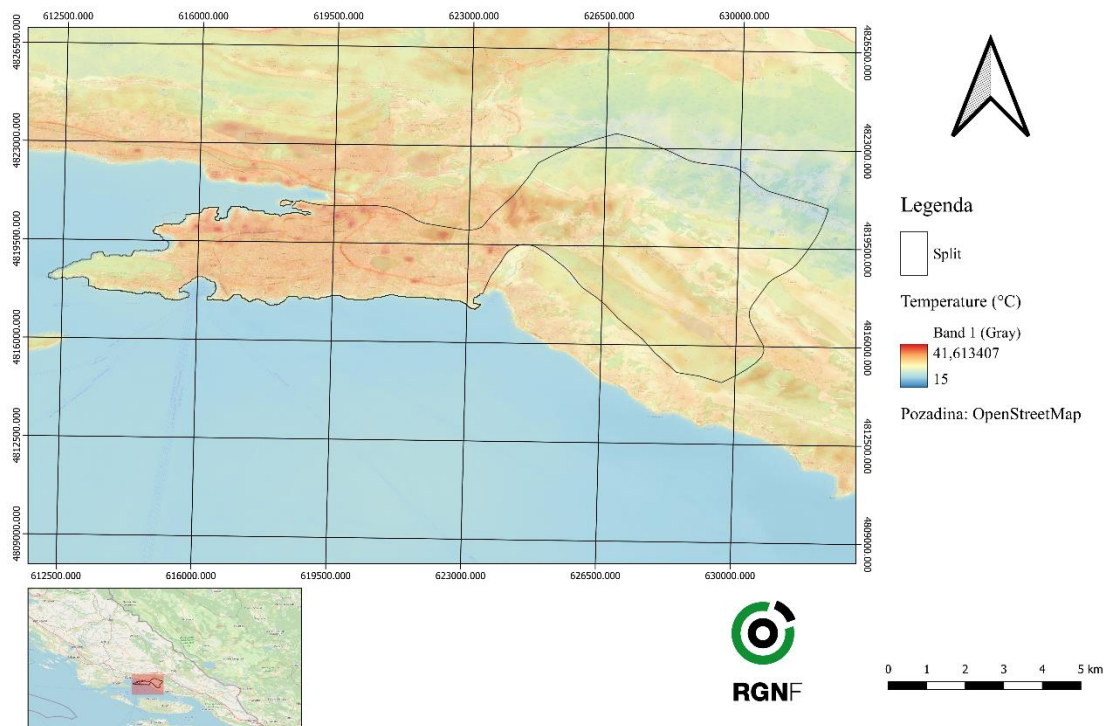 612500.000 616000.000 619500.000 623000.000 626500.000 630000.000
4826500.000 4826500.000
4823000.000 4823000.000
4819500.000 4819500.000
4816000.000 4816000.000
4812500.000 4812500.000
4809000.000 4809000.000
612500.000 616000.000 619500.000 623000.000 626500.000 630000.000
Legenda
Split
Temperature (°C)
Band 1 (Gray)
41,613407
15
Pozadina: OpenStreetMap
RGNF
0 1 2 3 4 5 km